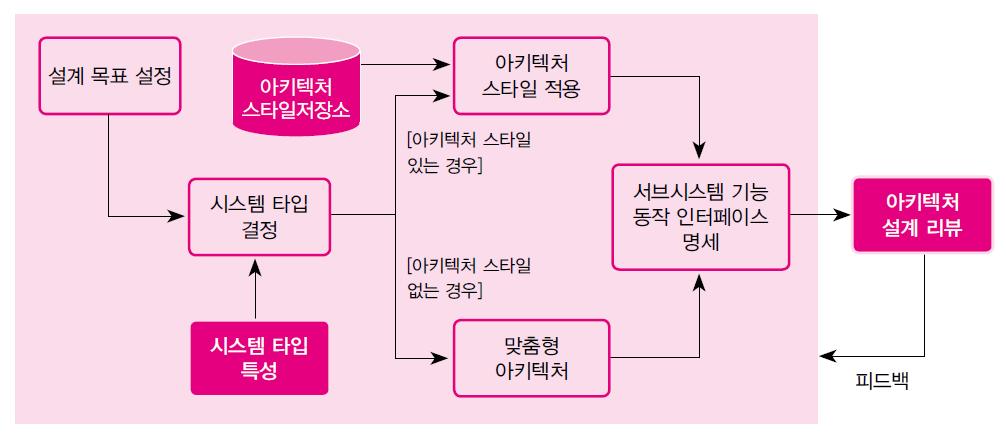 설계 목표 설정
아키텍처
스타일저장소
아키텍처
스타일 적용
[아키텍처 스타일
있는 경우]
시스템 타입
결정
서브시스템 기능
동작 인터페이스
명세
아키텍처
설계 리뷰
[아키텍처 스타일
없는 경우]
시스템 타입
특성
맞춤형
아키텍처
피드백